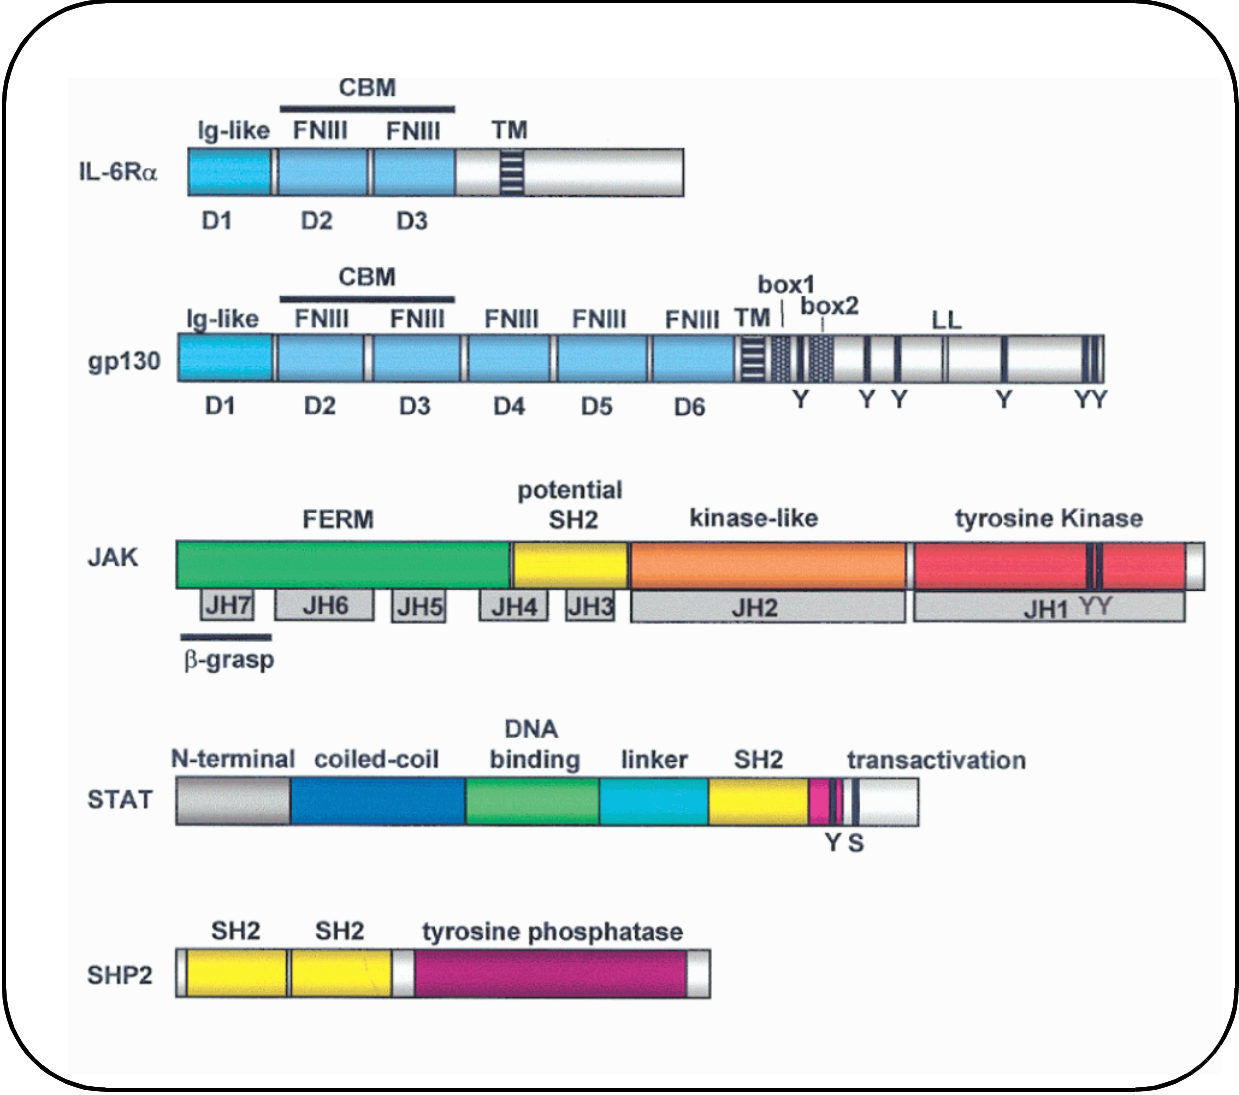 CBM
Ig-like FNIII FNIII TM
IL-6Rα
D1 D2 D3
CBM
box1
box2
Ig-like FNIII FNIII FNIII FNIII FNIII TM LL
gp130
Y Y Y Y YY
D1 D2 D3 D4 D5 D6
potential
FERM SH2 kinase-like tyrosine Kinase
JAK
JH7 JH6 JH5 JH4 JH3 JH2 JH1 YY
β-grasp
DNA
N-terminal coiled-coil binding linker SH2 transactivation
STAT
Y S
SH2 SH2 tyrosine phosphatase
SHP2